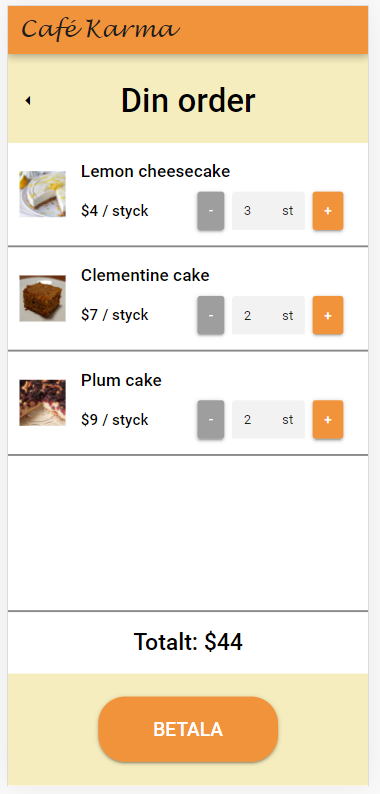 Café Karma
Din order
Lemon cheesecake
$4 / styck - 3 st +
Clementine cake
$7 / styck - 2 st +
Plum cake
$9 / styck - 2 st +
Totalt: $44
BETALA